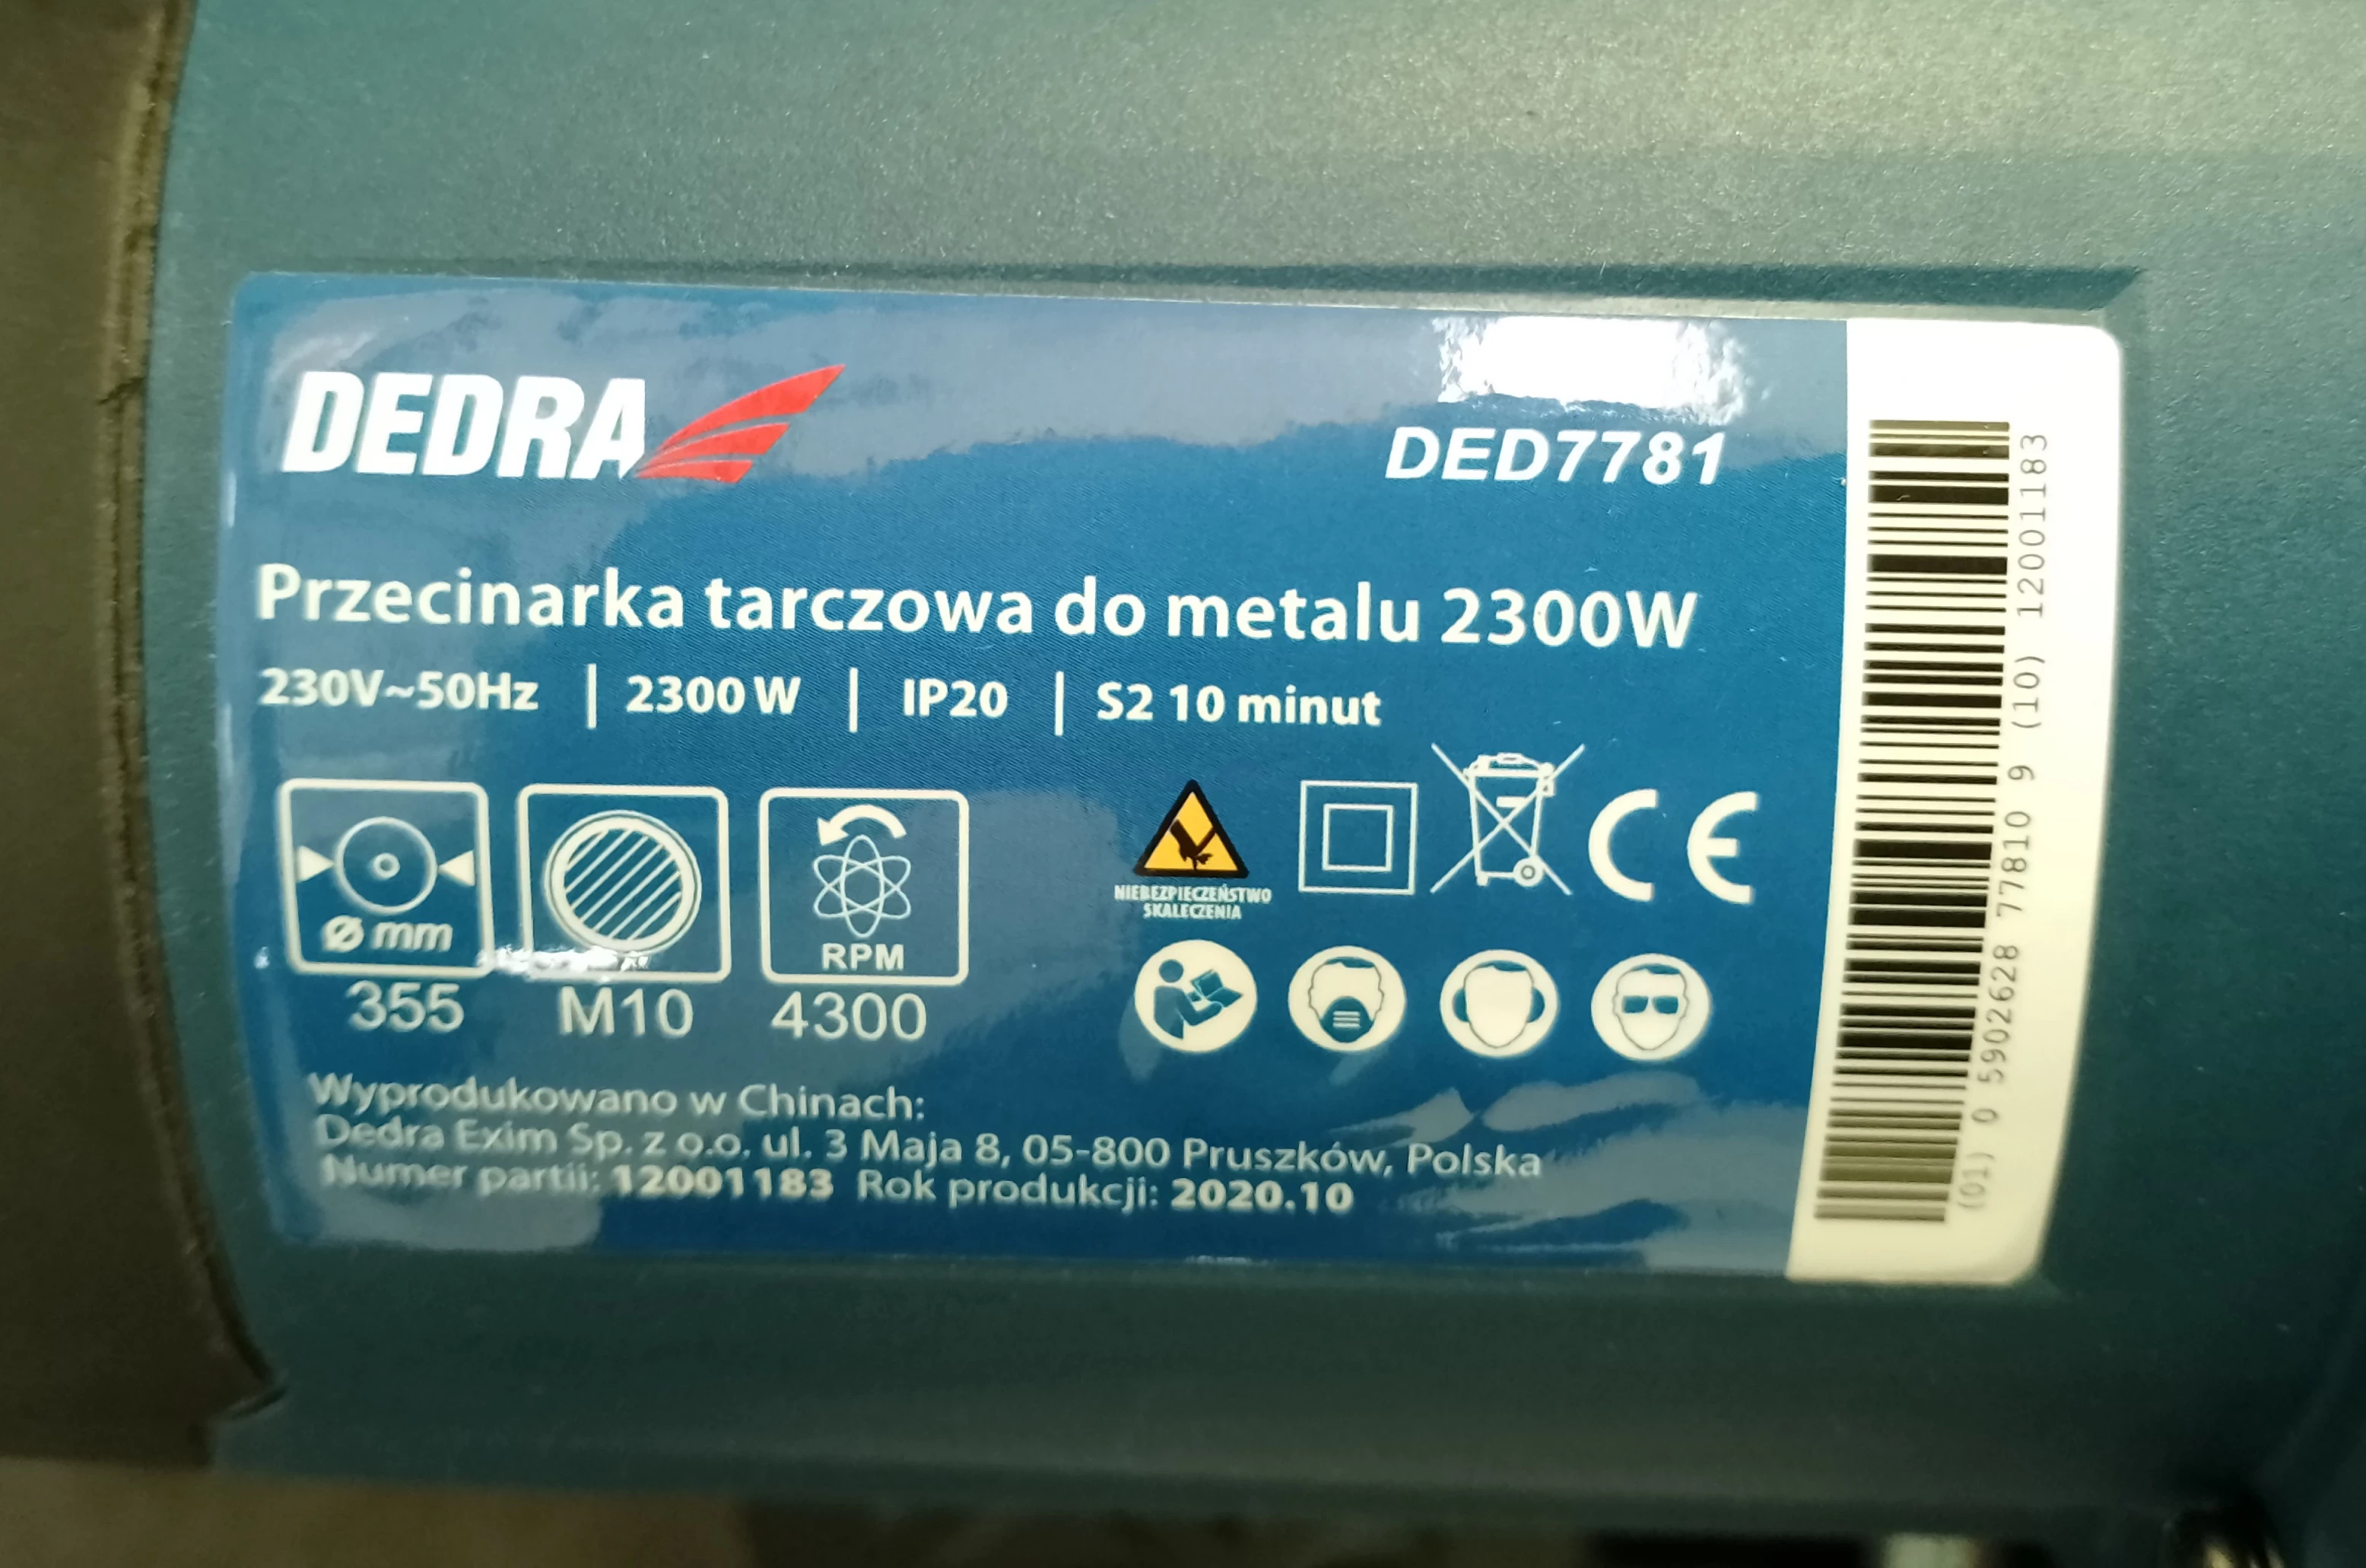 DEDRA
DED7781
Przecinarka tarczowa do metalu 2300W
230V~50Hz | 2300 W | IP20 | S2 10 minut
Ø mm
RPM
355
M10
4300
NIEBEZPIECZEŃSTWO
SKALECZENIA
CE
Wyprodukowano w Chinach:
Dedra Exim Sp. z o.o. ul. 3 Maja 8, 05-800 Pruszków, Polska
Numer partii: 12001183 Rok produkcji: 2020.10
(01) 0 5902628 77810 9 (10) 12001183